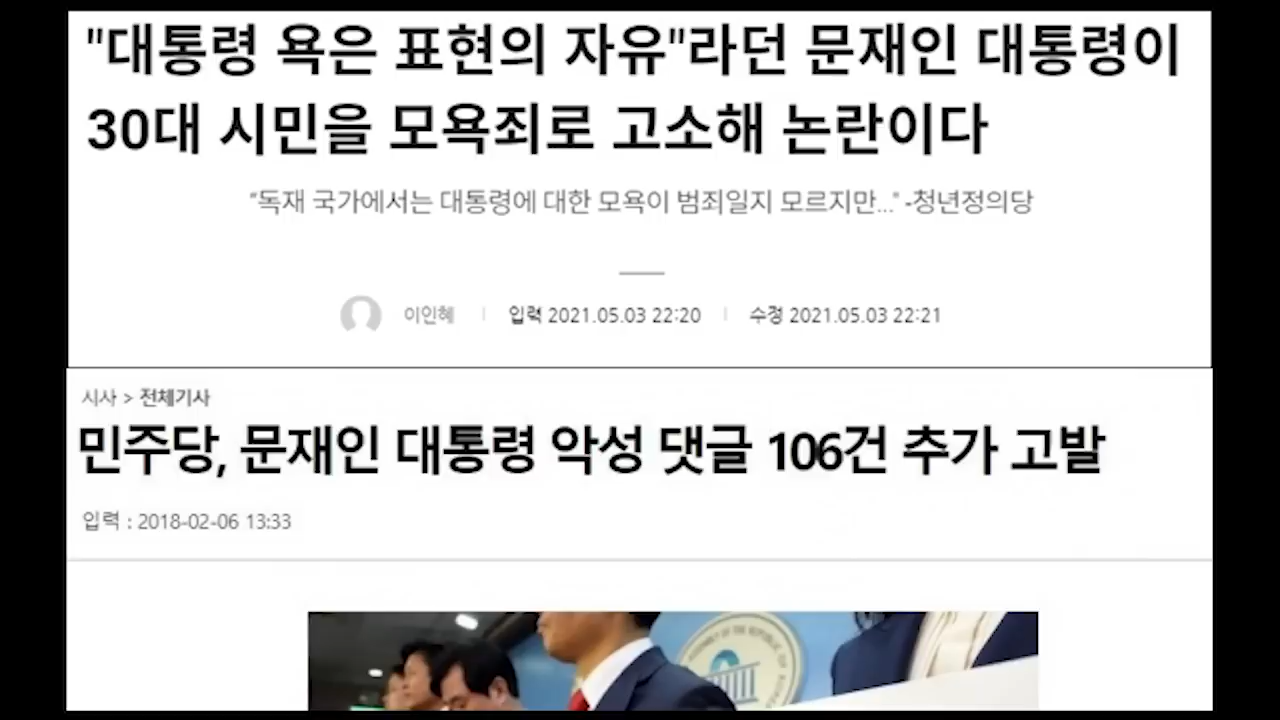 "대통령 욕은 표현의 자유"라던 문재인 대통령이
30대 시민을 모욕죄로 고소해 논란이다
"독재 국가에서는 대통령에 대한 모욕이 범죄일지 모르지만..." -청년정의당
이인혜 | 입력 2021.05.03 22:20 | 수정 2021.05.03 22:21
시사 > 전체기사
민주당, 문재인 대통령 악성 댓글 106건 추가 고발
입력 : 2018-02-06 13:33